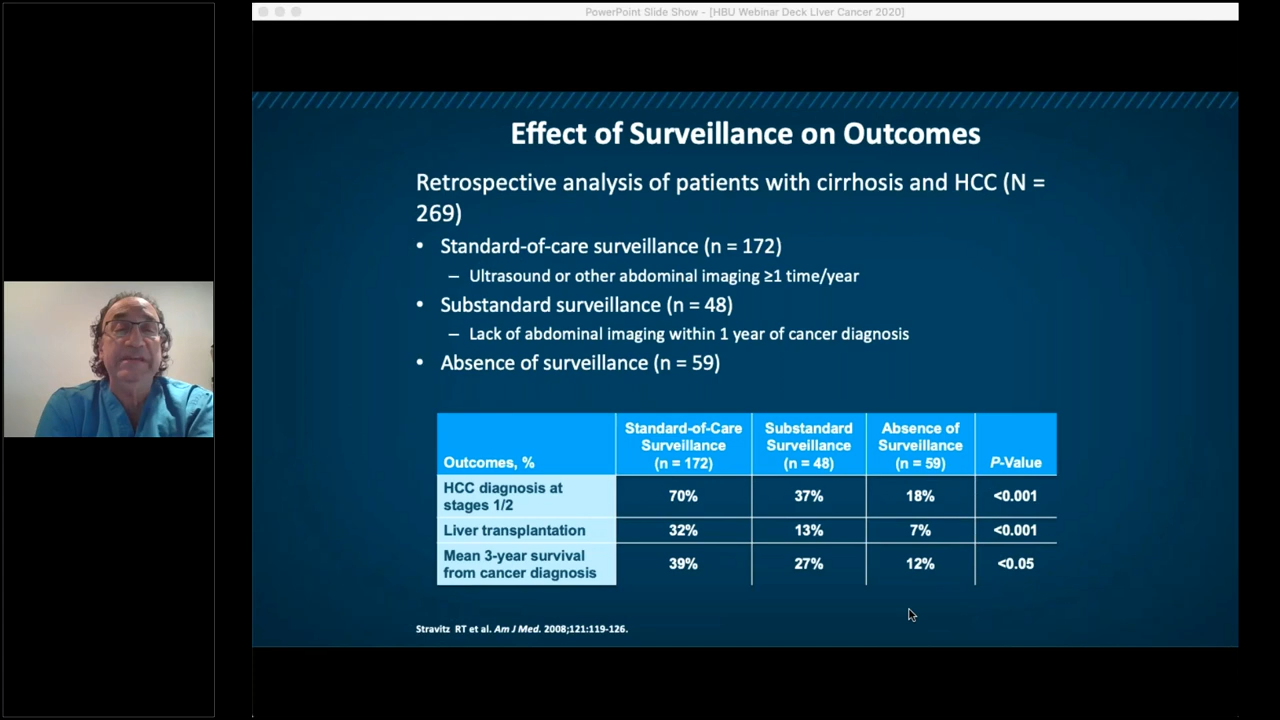 PowerPoint Slide Show - [HBU Webinar Deck LIver Cancer 2020]
Effect of Surveillance on Outcomes
Retrospective analysis of patients with cirrhosis and HCC (N =
269)
• Standard-of-care surveillance (n = 172)
– Ultrasound or other abdominal imaging ≥1 time/year
• Substandard surveillance (n = 48)
– Lack of abdominal imaging within 1 year of cancer diagnosis
• Absence of surveillance (n = 59)
Outcomes, %
Standard-of-Care
Surveillance
(n = 172)
Substandard
Surveillance
(n = 48)
Absence of
Surveillance
(n = 59)
P-Value
HCC diagnosis at
stages 1/2
70%
37%
18%
<0.001
Liver transplantation
32%
13%
7%
<0.001
Mean 3-year survival
from cancer diagnosis
39%
27%
12%
<0.05
Stravitz RT et al. Am J Med. 2008;121:119-126.